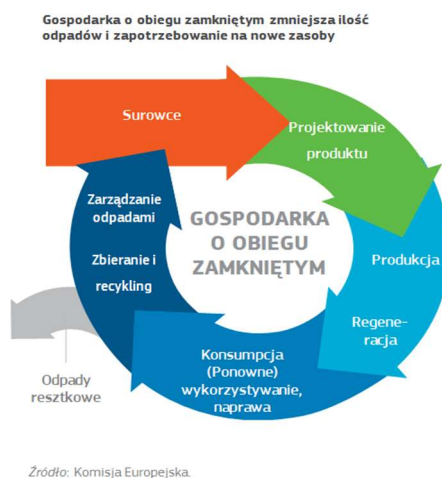 Gospodarka o obiegu zamkniętym zmniejsza ilość
odpadów i zapotrzebowanie na nowe zasoby
Surowce
Projektowanie
produktu
Zarządzanie
odpadami
Zbieranie i
recykling
GOSPODARKA
O OBIEGU
ZAMKNIĘTYM
Produkcja
Regene-
racja
Konsumpcja
(Ponowne)
wykorzystywanie,
naprawa
Odpady
resztkowe
Źródło: Komisja Europejska.